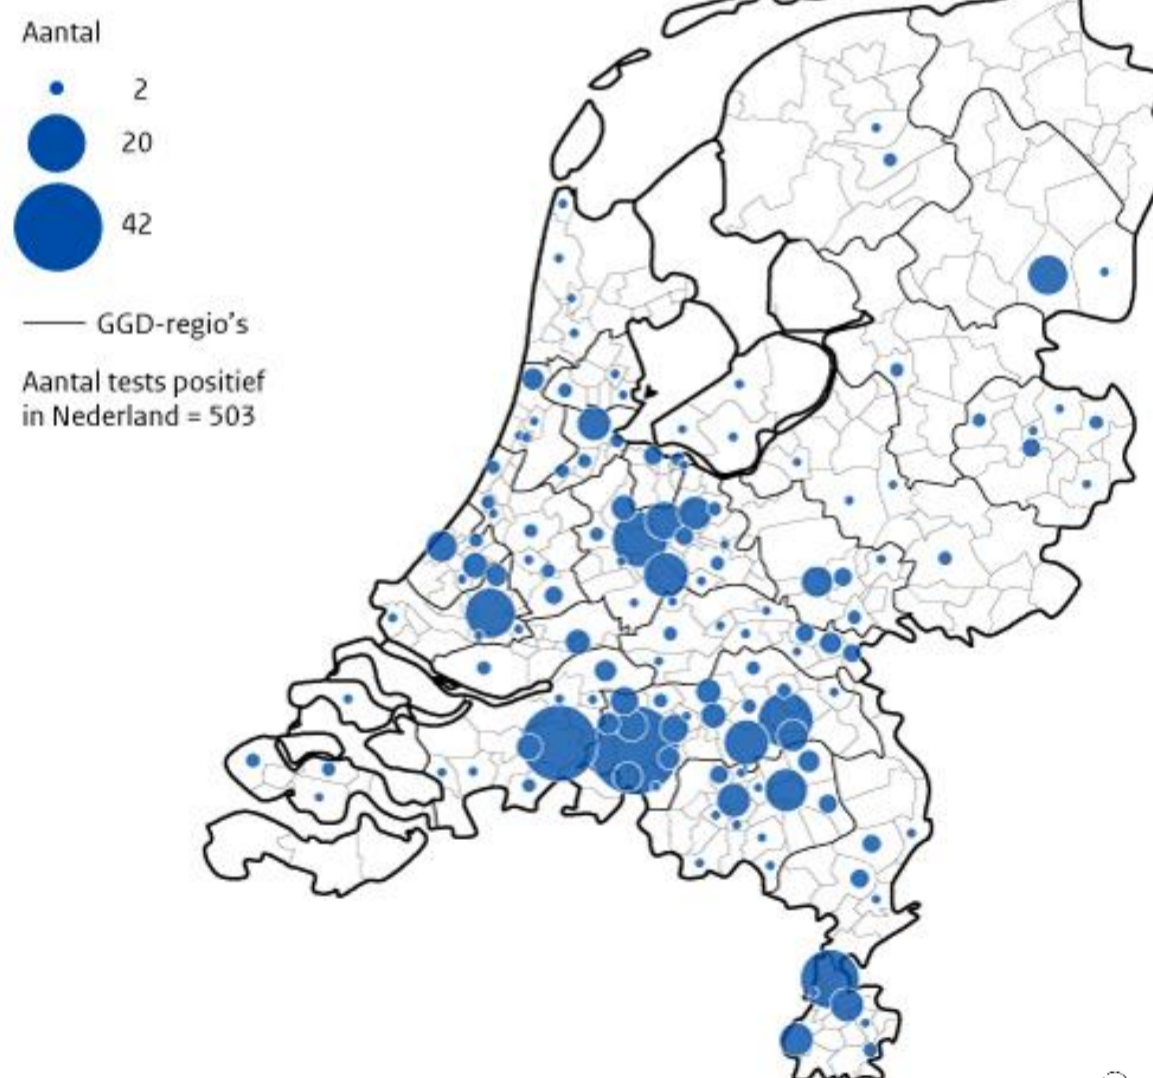 Aantal
2
20
42
GGD-regio's
Aantal tests positief
in Nederland = 503